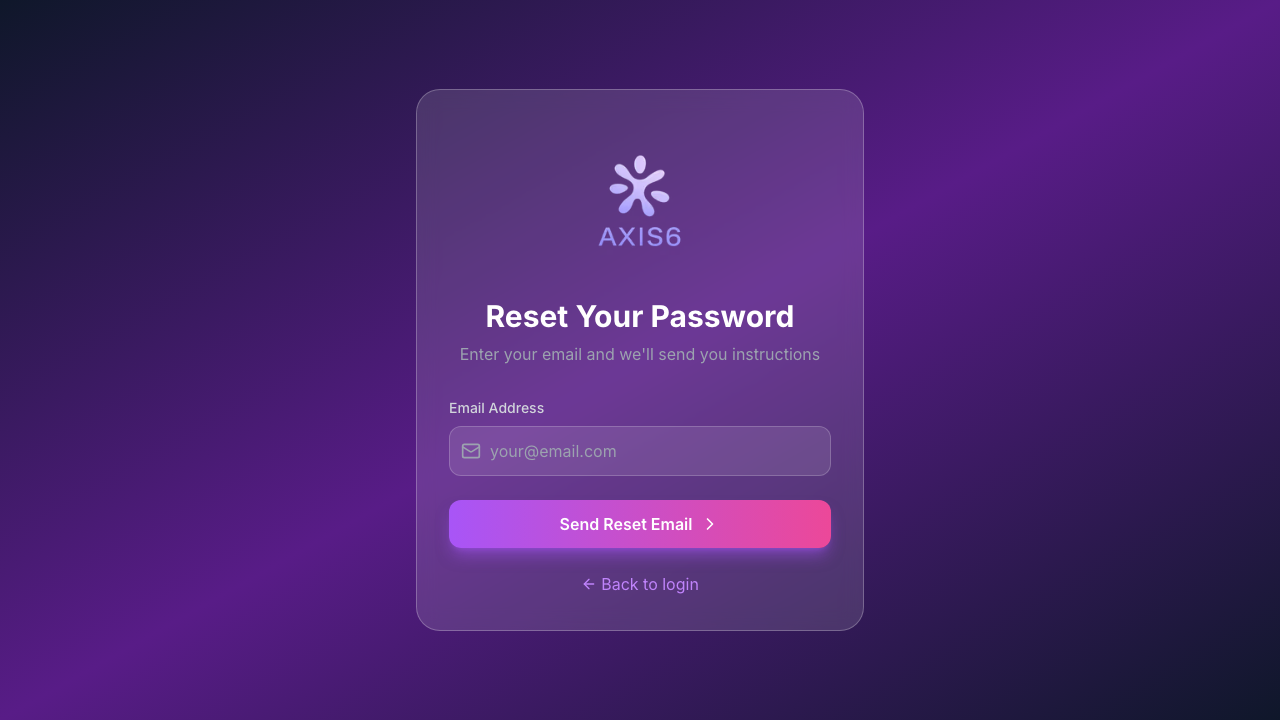 AXIS6
Reset Your Password
Enter your email and we'll send you instructions
Email Address
your@email.com
Send Reset Email
Back to login